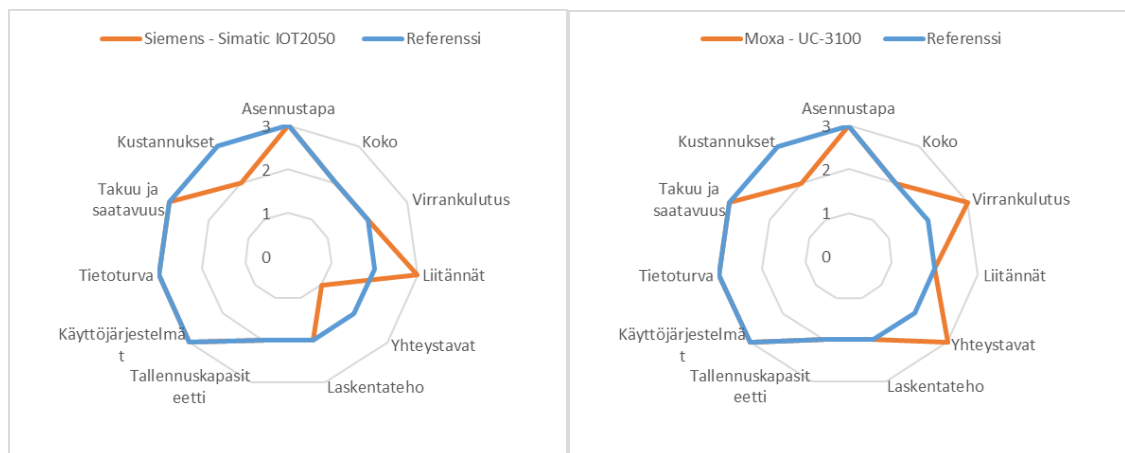 Siemens - Simatic IOT2050 Referenssi
Asennustapa
Koko
Virrankulutus
Liitännät
Yhteystavat
Laskentateho
Tallennuskapasit
eetti
Käyttöjärjestelmä
t
Tietoturva
Takuu ja
saatavuus
Kustannukset
3
2
1
0
Moxa - UC-3100 Referenssi
Asennustapa
Koko
Virrankulutus
Liitännät
Yhteystavat
Laskentateho
Tallennuskapasit
eetti
Käyttöjärjestelmä
t
Tietoturva
Takuu ja
saatavuus
Kustannukset
3
2
1
0